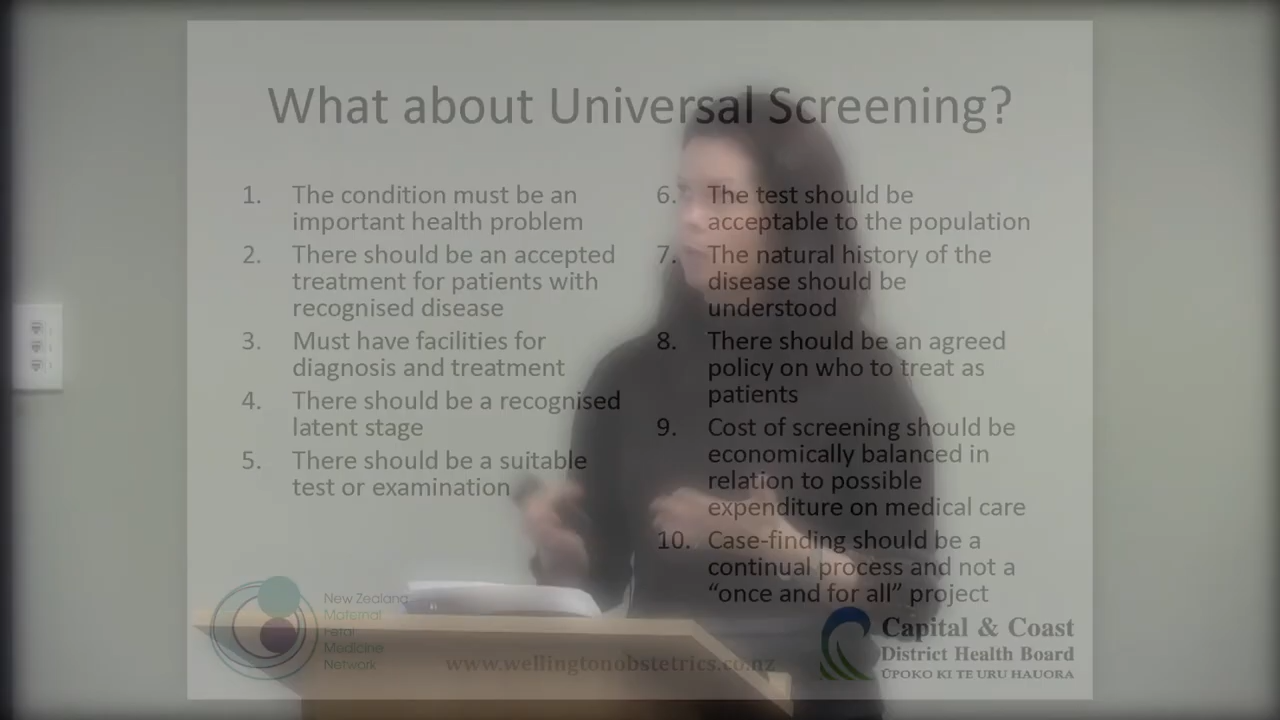 What about Universal Screening?
1. The condition must be an
important health problem
2. There should be an accepted
treatment for patients with
recognised disease
3. Must have facilities for
diagnosis and treatment
4. There should be a recognised
latent stage
5. There should be a suitable
test or examination
6. The test should be
acceptable to the population
7. The natural history of the
disease should be
understood
8. There should be an agreed
policy on who to treat as
patients
9. Cost of screening should be
economically balanced in
relation to possible
expenditure on medical care
10. Case-finding should be a
continual process and not a
“once and for all” project
New Zealand
Maternal
Fetal
Medicine
Network
www.wellingtonobstetrics.co.nz
Capital & Coast
District Health Board
ŪPOKO KI TE URU HAUORA